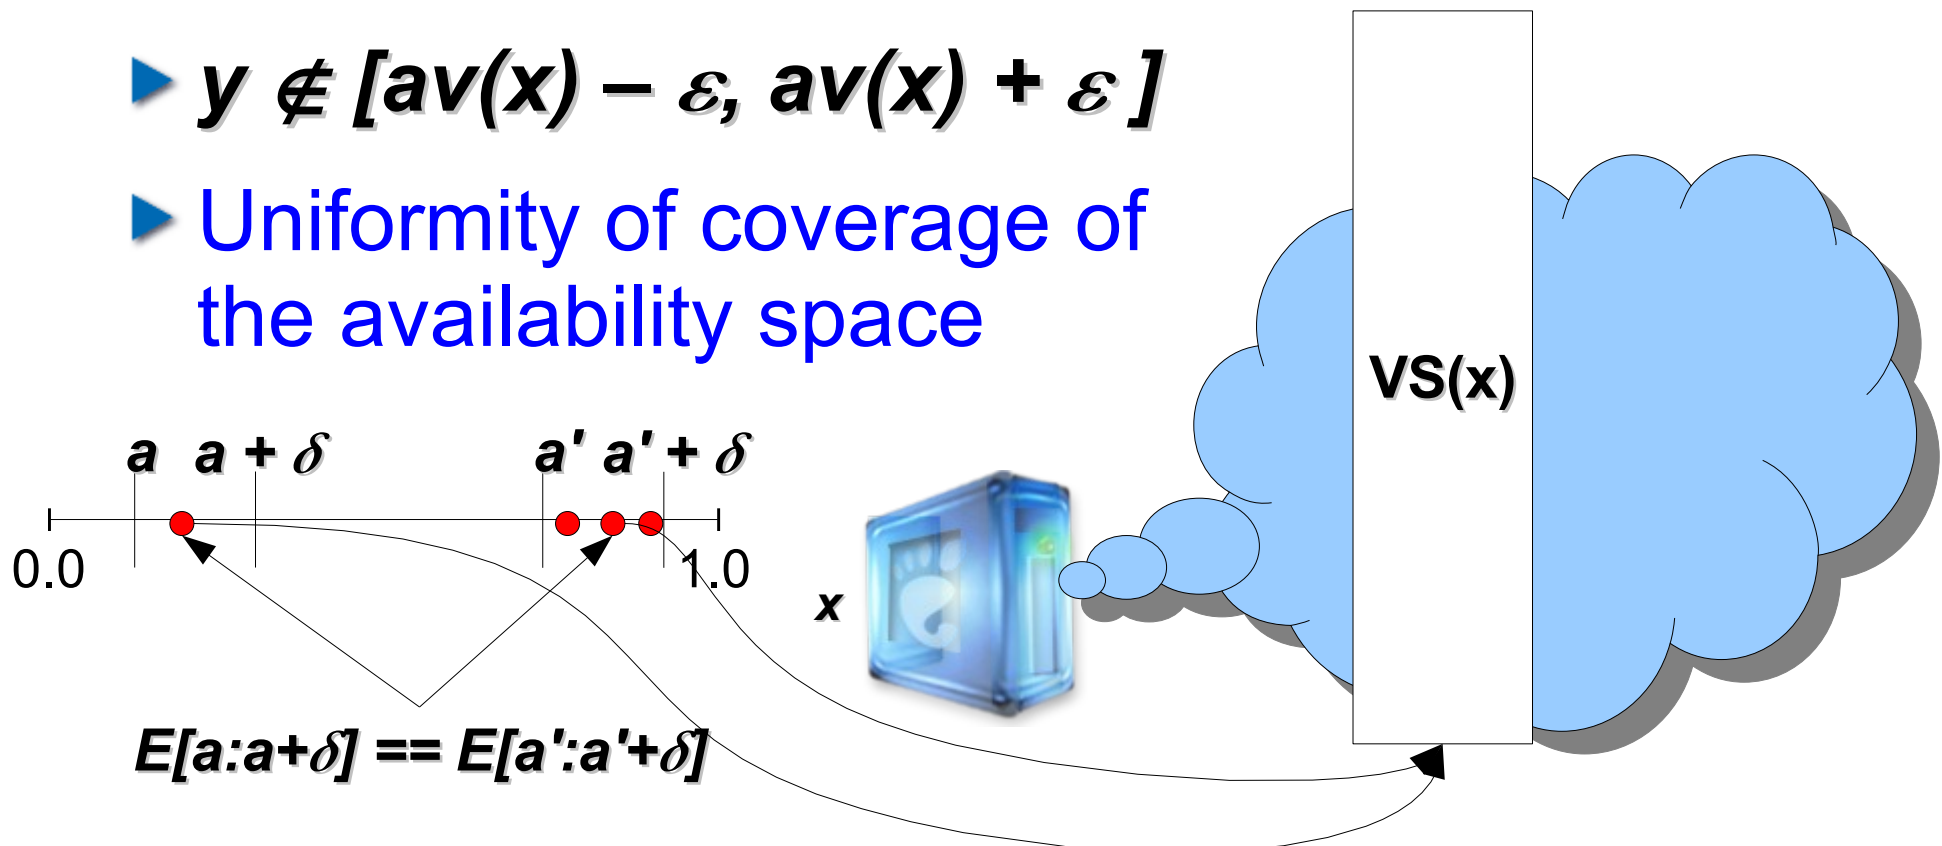 y ∉ [av(x) – ε, av(x) + ε ]
Uniformity of coverage of
the availability space
VS(x)
a a + δ a' a' + δ
0.0 1.0
x
E[a:a+δ] == E[a':a'+δ]